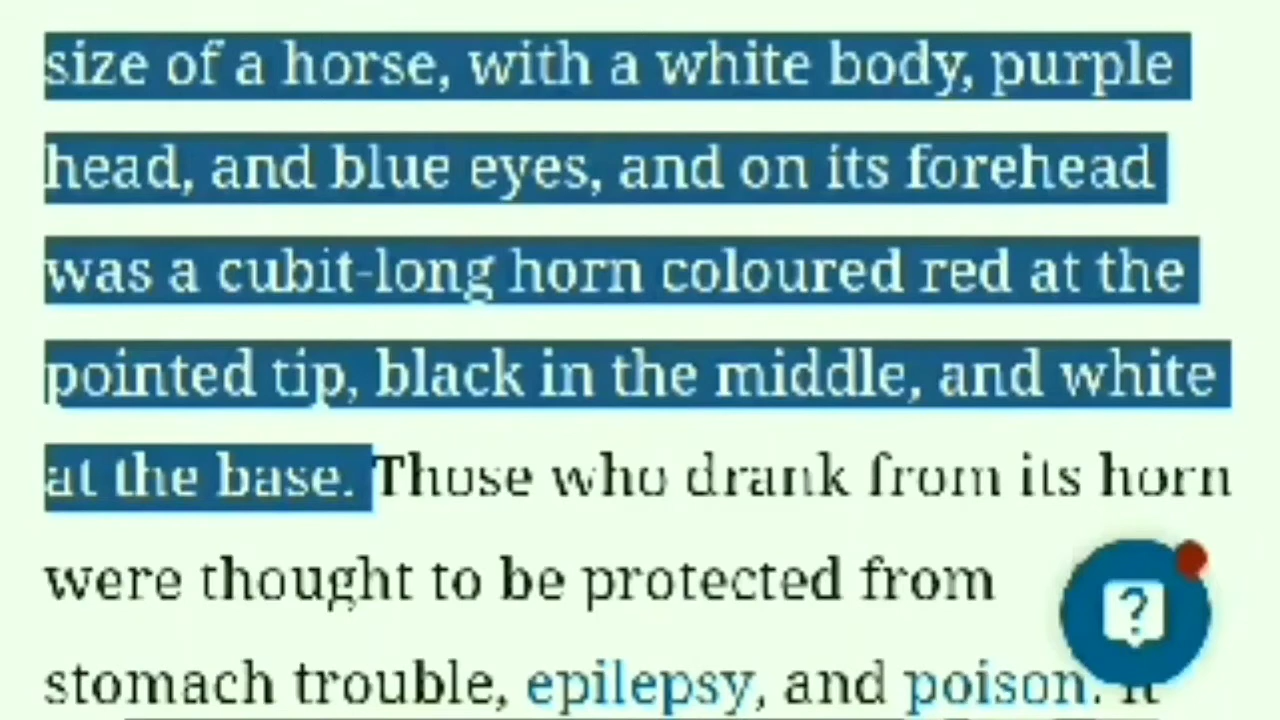 size of a horse, with a white body, purple
head, and blue eyes, and on its forehead
was a cubit-long horn coloured red at the
pointed tip, black in the middle, and white
at the base. Those who drank from its horn
were thought to be protected from
stomach trouble, epilepsy, and poison. It